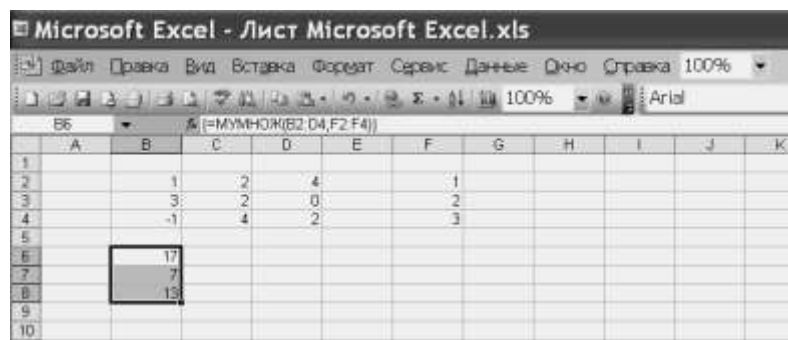 Microsoft Excel - Лист Microsoft Excel.xls
Файл Правка Вид Вставка Формат Сервис Данные Окно Справка 100%
100% Arial
B6 {=МУМНОЖ(B2:D4,F2:F4)}
A B C D E F G H I J K
1
2 1 2 4 1
3 3 2 0 2
4 -1 4 2 3
5
6 17
7 7
8 13
9
10